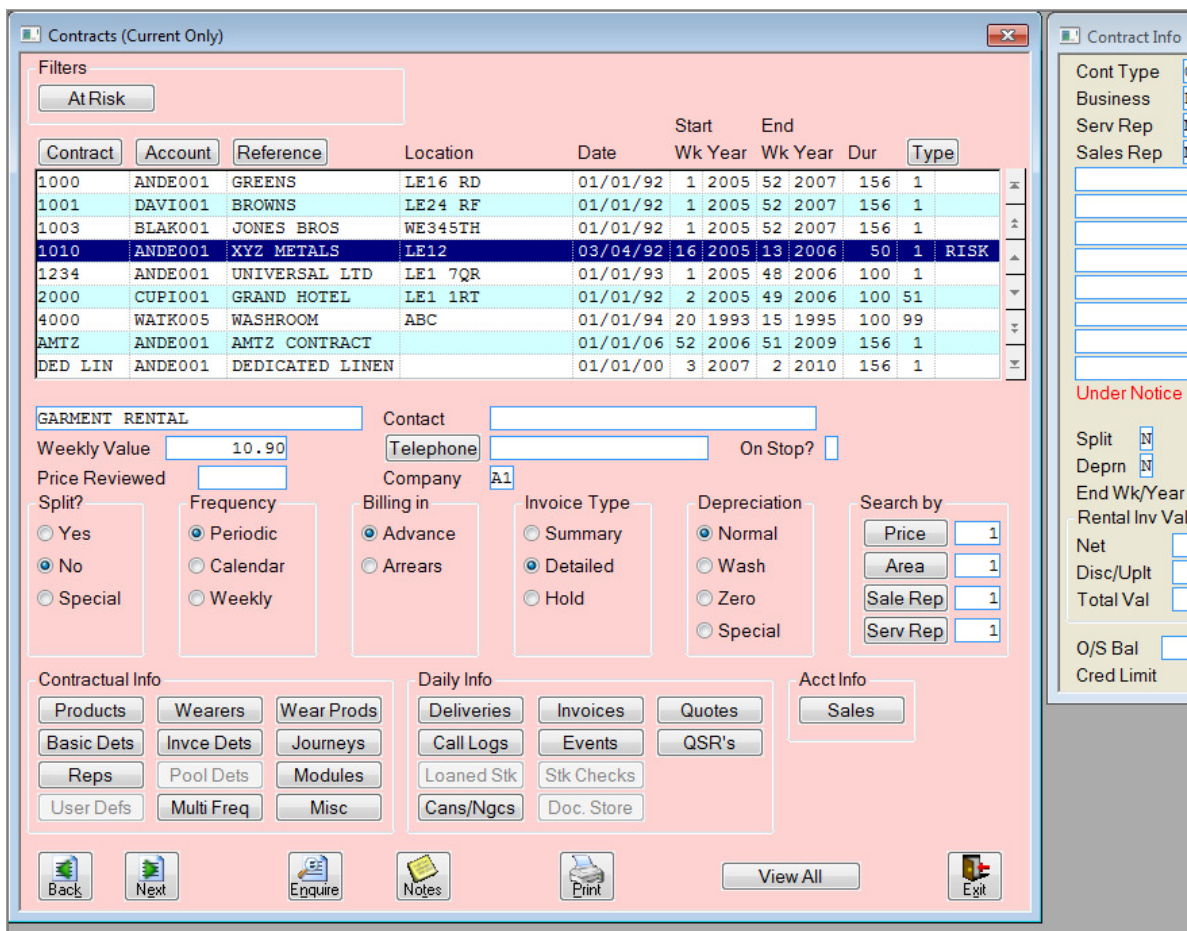 Contracts (Current Only)
Filters
At Risk
Start End
Contract Account Reference Location Date Wk Year Wk Year Dur Type
1000 ANDE001 GREENS LE16 RD 01/01/92 1 2005 52 2007 156 1
1001 DAVI001 BROWNS LE24 RF 01/01/92 1 2005 52 2007 156 1
1003 BLAK001 JONES BROS WE345TH 01/01/92 1 2005 52 2007 156 1
1010 ANDE001 XYZ METALS LE12 03/04/92 16 2005 13 2006 50 1 RISK
1234 ANDE001 UNIVERSAL LTD LE1 7QR 01/01/93 1 2005 48 2006 100 1
2000 CUPI001 GRAND HOTEL LE1 1RT 01/01/92 2 2005 49 2006 100 51
4000 WATK005 WASHROOM ABC 01/01/94 20 1993 15 1995 100 99
AMTZ ANDE001 AMTZ CONTRACT 01/01/06 52 2006 51 2009 156 1
DED LIN ANDE001 DEDICATED LINEN 01/01/00 3 2007 2 2010 156 1
GARMENT RENTAL Contact
Weekly Value 10.90 Telephone On Stop?
Price Reviewed Company A1
Split? Frequency Billing in Invoice Type Depreciation Search by
Yes Periodic Advance Summary Normal Price 1
No Calendar Arrears Detailed Wash Area 1
Special Weekly Hold Zero Sale Rep 1
Special Serv Rep 1
Contractual Info Daily Info Acct Info
Products Wearers Wear Prods Deliveries Invoices Quotes Sales
Basic Dets Invce Dets Journeys Call Logs Events QSR's
Reps Pool Dets Modules Loaned Stk Stk Checks
User Defs Multi Freq Misc Cans/Ngcs Doc. Store
Back Next Enquire Notes Print View All Exit
Contract Info
Cont Type
Business
Serv Rep
Sales Rep
Under Notice
Split N
Deprn N
End Wk/Year
Rental Inv Val
Net
Disc/Uplt
Total Val
O/S Bal
Cred Limit